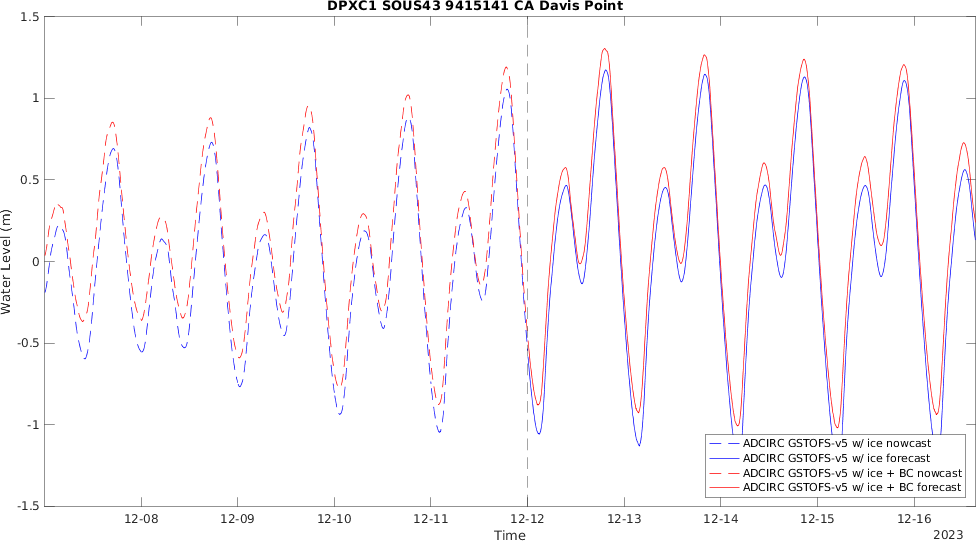 DPXC1 SOUS43 9415141 CA Davis Point
1.5
1
0.5
0
-0.5
-1
-1.5
Water Level (m)
ADCIRC GSTOFS-v5 w/ ice nowcast
ADCIRC GSTOFS-v5 w/ ice forecast
ADCIRC GSTOFS-v5 w/ ice + BC nowcast
ADCIRC GSTOFS-v5 w/ ice + BC forecast
12-08 12-09 12-10 12-11 12-12 12-13 12-14 12-15 12-16
Time
2023